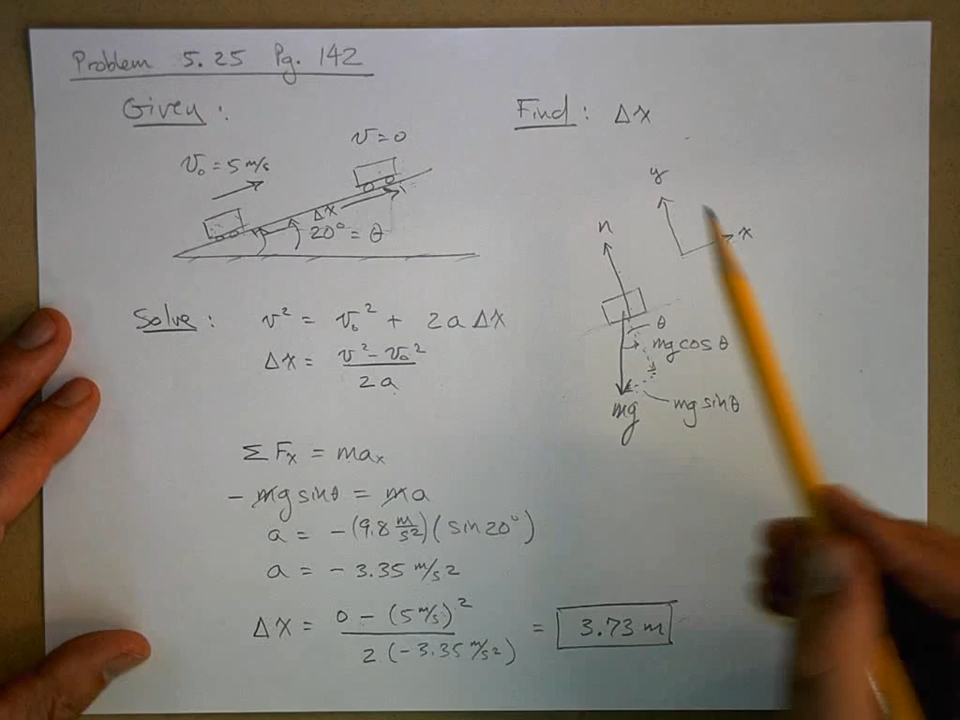 Problem 5.25 Pg. 142
Given:
v₀ = 5 m/s
v = 0
Δx
20° = θ
Find: Δx
y
x
n
θ
mg cos θ
mg sin θ
mg
Solve: v² = v₀² + 2aΔx
Δx = (v² - v₀²) / 2a
ΣFx = max
-mg sin θ = ma
a = -(9.8 m/s²)(sin 20°)
a = -3.35 m/s²
Δx = (0 - (5 m/s)²) / (2(-3.35 m/s²)) = 3.73 m